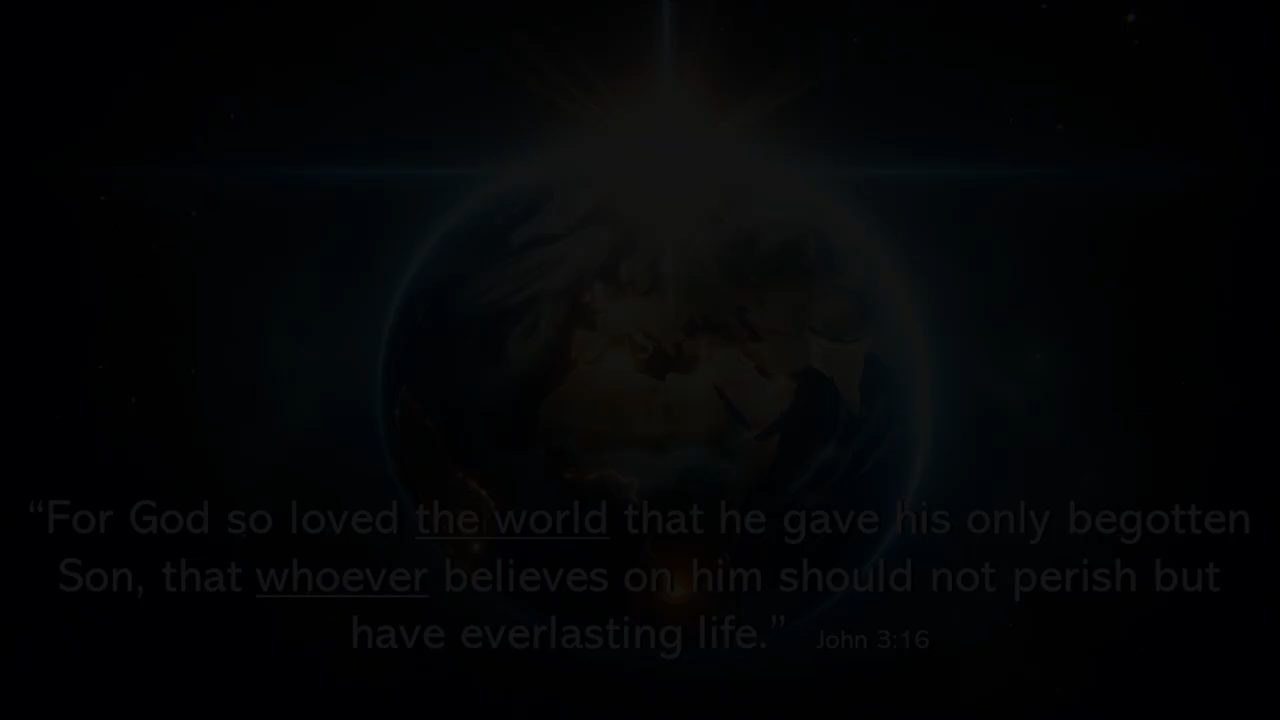 “For God so loved the world that he gave his only begotten
Son, that whoever believes on him should not perish but
have everlasting life.” John 3:16